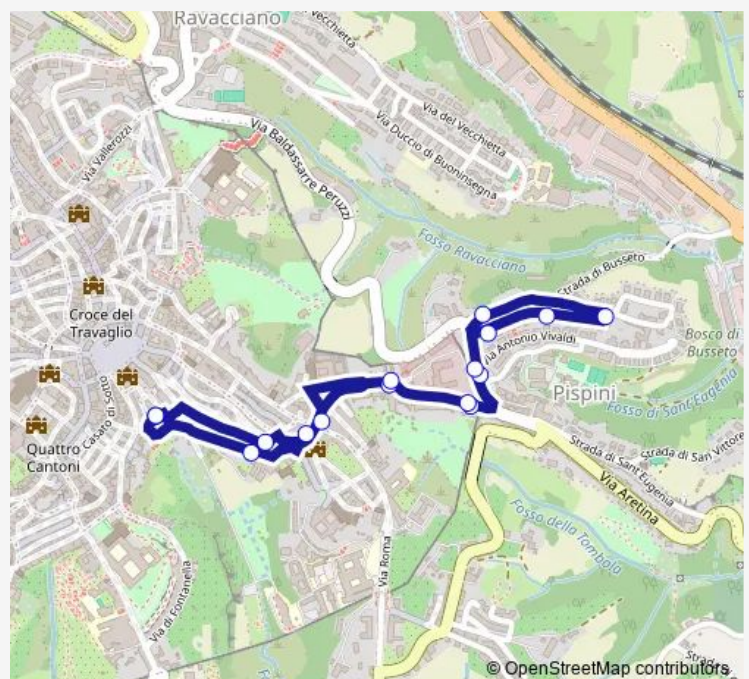 Ravacciano
Via del Vecchietta
Via Vallerozzi
Via Duccio di Buoninsegna
Via Baldassarre Peruzzi
Fosso Ravacciano
Strada di Busseto
Croce del
Travaglio
Via Antonio Vivaldi
Bosco di
Busseto
Casato di Sotto
Pispini
Fosso di Sant'Eugenia
Quattro
Cantoni
Strada di Sant'Eugenia
Strada di San Vittore
Via Aretina
Fosso della Tombola
Via Roma
Via di Fontanella
© OpenStreetMap contributors